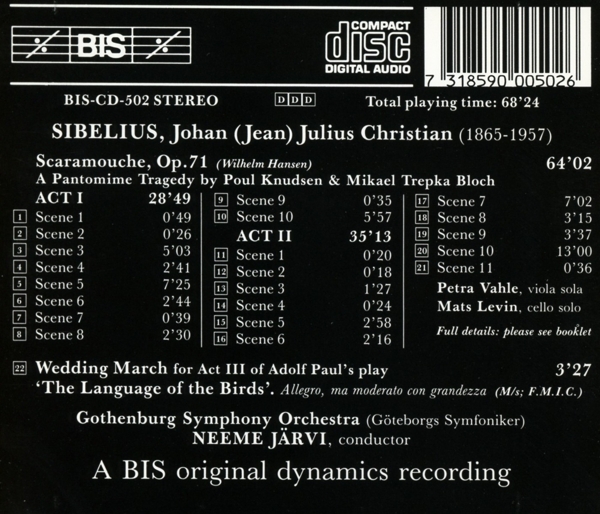 BIS
COMPACT
disc
DIGITAL AUDIO
7 318590 005026
BIS-CD-502 STEREO
D D D
Total playing time: 68'24
SIBELIUS, Johan (Jean) Julius Christian (1865-1957)
Scaramouche, Op.71 (Wilhelm Hansen) 64'02
A Pantomime Tragedy by Poul Knudsen & Mikael Trepka Bloch
ACT I 28'49
1 Scene 1 0'49
2 Scene 2 0'26
3 Scene 3 5'03
4 Scene 4 2'41
5 Scene 5 7'25
6 Scene 6 2'44
7 Scene 7 0'39
8 Scene 8 2'30
9 Scene 9 0'35
10 Scene 10 5'57
ACT II 35'13
11 Scene 1 0'20
12 Scene 2 0'18
13 Scene 3 1'27
14 Scene 4 0'24
15 Scene 5 2'58
16 Scene 6 2'16
17 Scene 7 7'02
18 Scene 8 3'15
19 Scene 9 3'37
20 Scene 10 13'00
21 Scene 11 0'36
Petra Vahle, viola sola
Mats Levin, cello solo
Full details: please see booklet
22 Wedding March for Act III of Adolf Paul's play 3'27
'The Language of the Birds'. Allegro, ma moderato con grandezza (M/s; F.M.I.C.)
Gothenburg Symphony Orchestra (Göteborgs Symfoniker)
NEEME JÄRVI, conductor
A BIS original dynamics recording